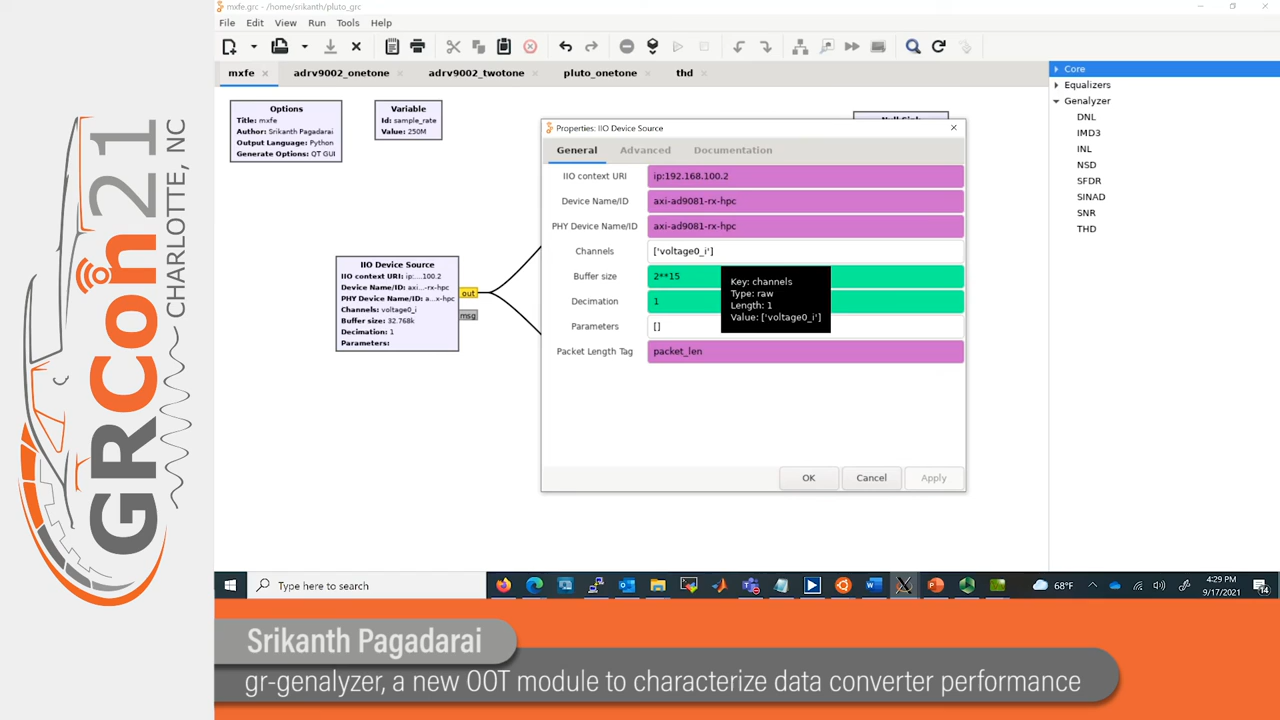 mxfe.grc - /home/srikanth/pluto_grc
File Edit View Run Tools Help
mxfe adrv9002_onetone adrv9002_twotone pluto_onetone thd
Options
Title: mxfe
Author: Srikanth Pagadarai
Output Language: Python
Generate Options: QT GUI
Variable
Id: sample_rate
Value: 250M
IIO Device Source
IIO context URI: ip:...100.2
Device Name/ID: axi...-rx-hpc
PHY Device Name/ID: a...x-hpc
Channels: voltage0_i
Buffer size: 32.768k
Decimation: 1
Parameters:
out
msg
Properties: IIO Device Source
General Advanced Documentation
IIO context URI ip:192.168.100.2
Device Name/ID axi-ad9081-rx-hpc
PHY Device Name/ID axi-ad9081-rx-hpc
Channels ['voltage0_i']
Buffer size 2**15
Decimation 1
Parameters []
Packet Length Tag packet_len
Key: channels
Type: raw
Length: 1
Value: ['voltage0_i']
OK Cancel Apply
Core
Equalizers
Genalyzer
DNL
IMD3
INL
NSD
SFDR
SINAD
SNR
THD
Type here to search
68°F
4:29 PM
9/17/2021
14
GRCon21
CHARLOTTE, NC
Srikanth Pagadarai
gr-genalyzer, a new OOT module to characterize data converter performance